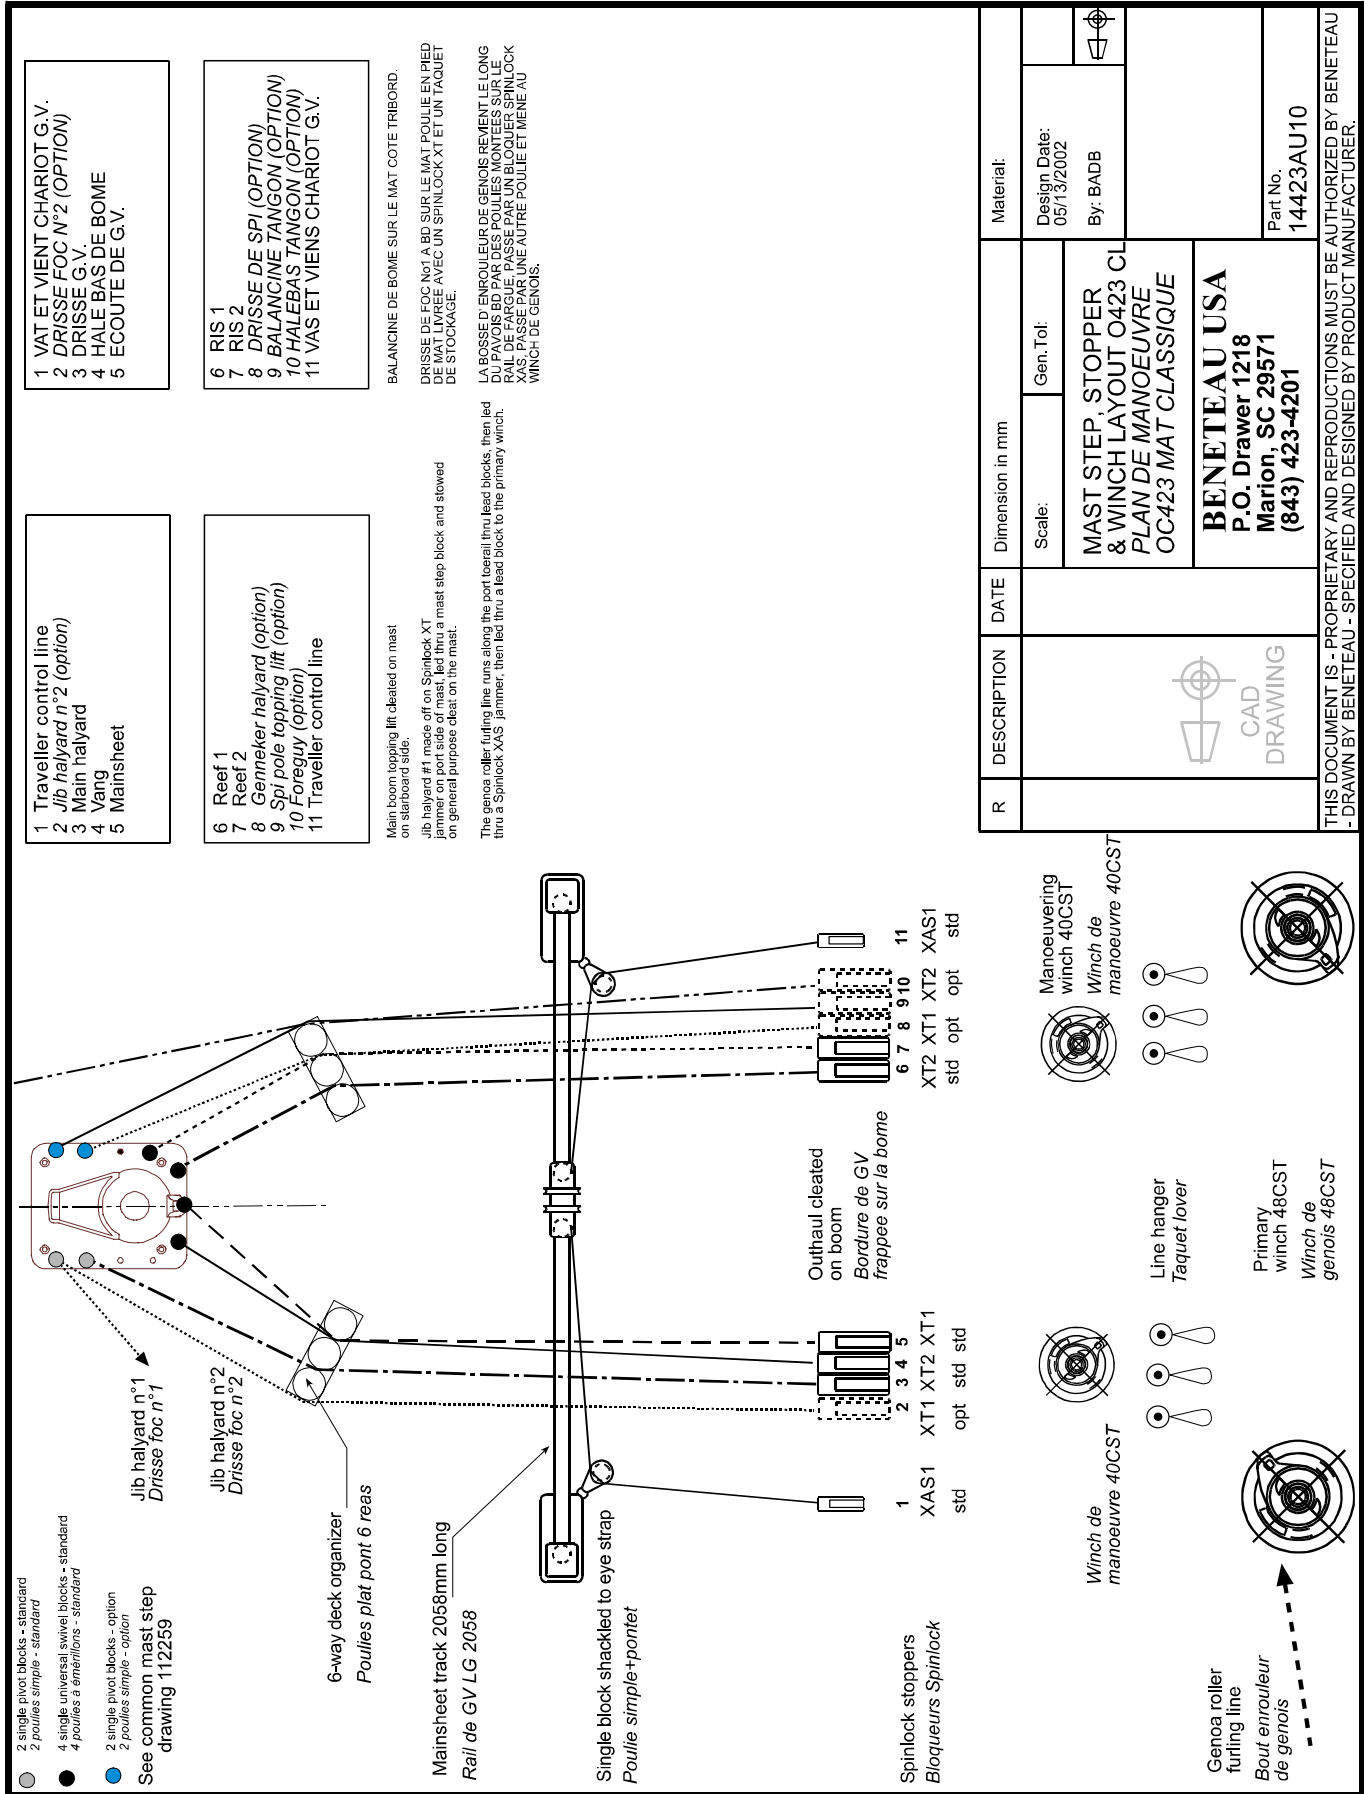 2 single pivot blocks - standard
2 poulies simple - standard
4 single universal swivel blocks - standard
4 poulies à émérillons - standard
2 single pivot blocks - option
2 poulies simple - option
See common mast step
drawing 112259
Jib halyard n°1
Drisse foc n°1
Jib halyard n°2
Drisse foc n°2
6-way deck organizer
Poulies plat pont 6 reas
Mainsheet track 2058mm long
Rail de GV LG 2058
Single block shackled to eye strap
Poulie simple+pontet
Spinlock stoppers
Bloqueurs Spinlock
1 2 3 4 5 6 7 8 9 10 11
XAS1 XT1 XT2 XT1 XT2 XT1 XT2 XAS1
std opt std std std opt opt std
Outhaul cleated
on boom
Bordure de GV
frappee sur la bome
Winch de
manoeuvre 40CST
Manoeuvering
winch 40CST
Winch de
manoeuvre 40CST
Line hanger
Taquet lover
Primary
winch 48CST
Winch de
genois 48CST
Genoa roller
furling line
Bout enrouleur
de genois
1 Traveller control line
2 Jib halyard n°2 (option)
3 Main halyard
4 Vang
5 Mainsheet
6 Reef 1
7 Reef 2
8 Genneker halyard (option)
9 Spi pole topping lift (option)
10 Foreguy (option)
11 Traveller control line
Main boom topping lift cleated on mast
on starboard side.
Jib halyard #1 made off on Spinlock XT
jammer on port side of mast, led thru a mast step block and stowed
on general purpose cleat on the mast.
The genoa roller furling line runs along the port toerail thru lead blocks, then led
thru a Spinlock XAS jammer, then led thru a lead block to the primary winch.
1 VAT ET VIENT CHARIOT G.V.
2 DRISSE FOC N°2 (OPTION)
3 DRISSE G.V.
4 HALE BAS DE BOME
5 ECOUTE DE G.V.
6 RIS 1
7 RIS 2
8 DRISSE DE SPI (OPTION)
9 BALANCINE TANGON (OPTION)
10 HALEBAS TANGON (OPTION)
11 VAS ET VIENS CHARIOT G.V.
BALANCINE DE BOME SUR LE MAT COTE TRIBORD.
DRISSE DE FOC No1 A BD SUR LE MAT POULIE EN PIED
DE MAT LIVREE AVEC UN SPINLOCK XT ET UN TAQUET
DE STOCKAGE.
LA BOSSE D' ENROULEUR DE GENOIS REVIENT LE LONG
DU PAVOIS BD PAR DES POULIES MONTEES SUR LE
RAIL DE FARGUE, PASSE PAR UN BLOQUER SPINLOCK
XAS, PASSE PAR UNE AUTRE POULIE ET MENE AU
WINCH DE GENOIS.
R DESCRIPTION DATE
Dimension in mm
Material:
Scale:
Gen.Tol:
Design Date:
05/13/2002
By: BADB
MAST STEP, STOPPER
& WINCH LAYOUT O423 CL
PLAN DE MANOEUVRE
OC423 MAT CLASSIQUE
BENETEAU USA
P.O. Drawer 1218
Marion, SC 29571
(843) 423-4201
Part No.
14423AU10
CAD
DRAWING
THIS DOCUMENT IS - PROPRIETARY AND REPRODUCTIONS MUST BE AUTHORIZED BY BENETEAU
- DRAWN BY BENETEAU - SPECIFIED AND DESIGNED BY PRODUCT MANUFACTURER.